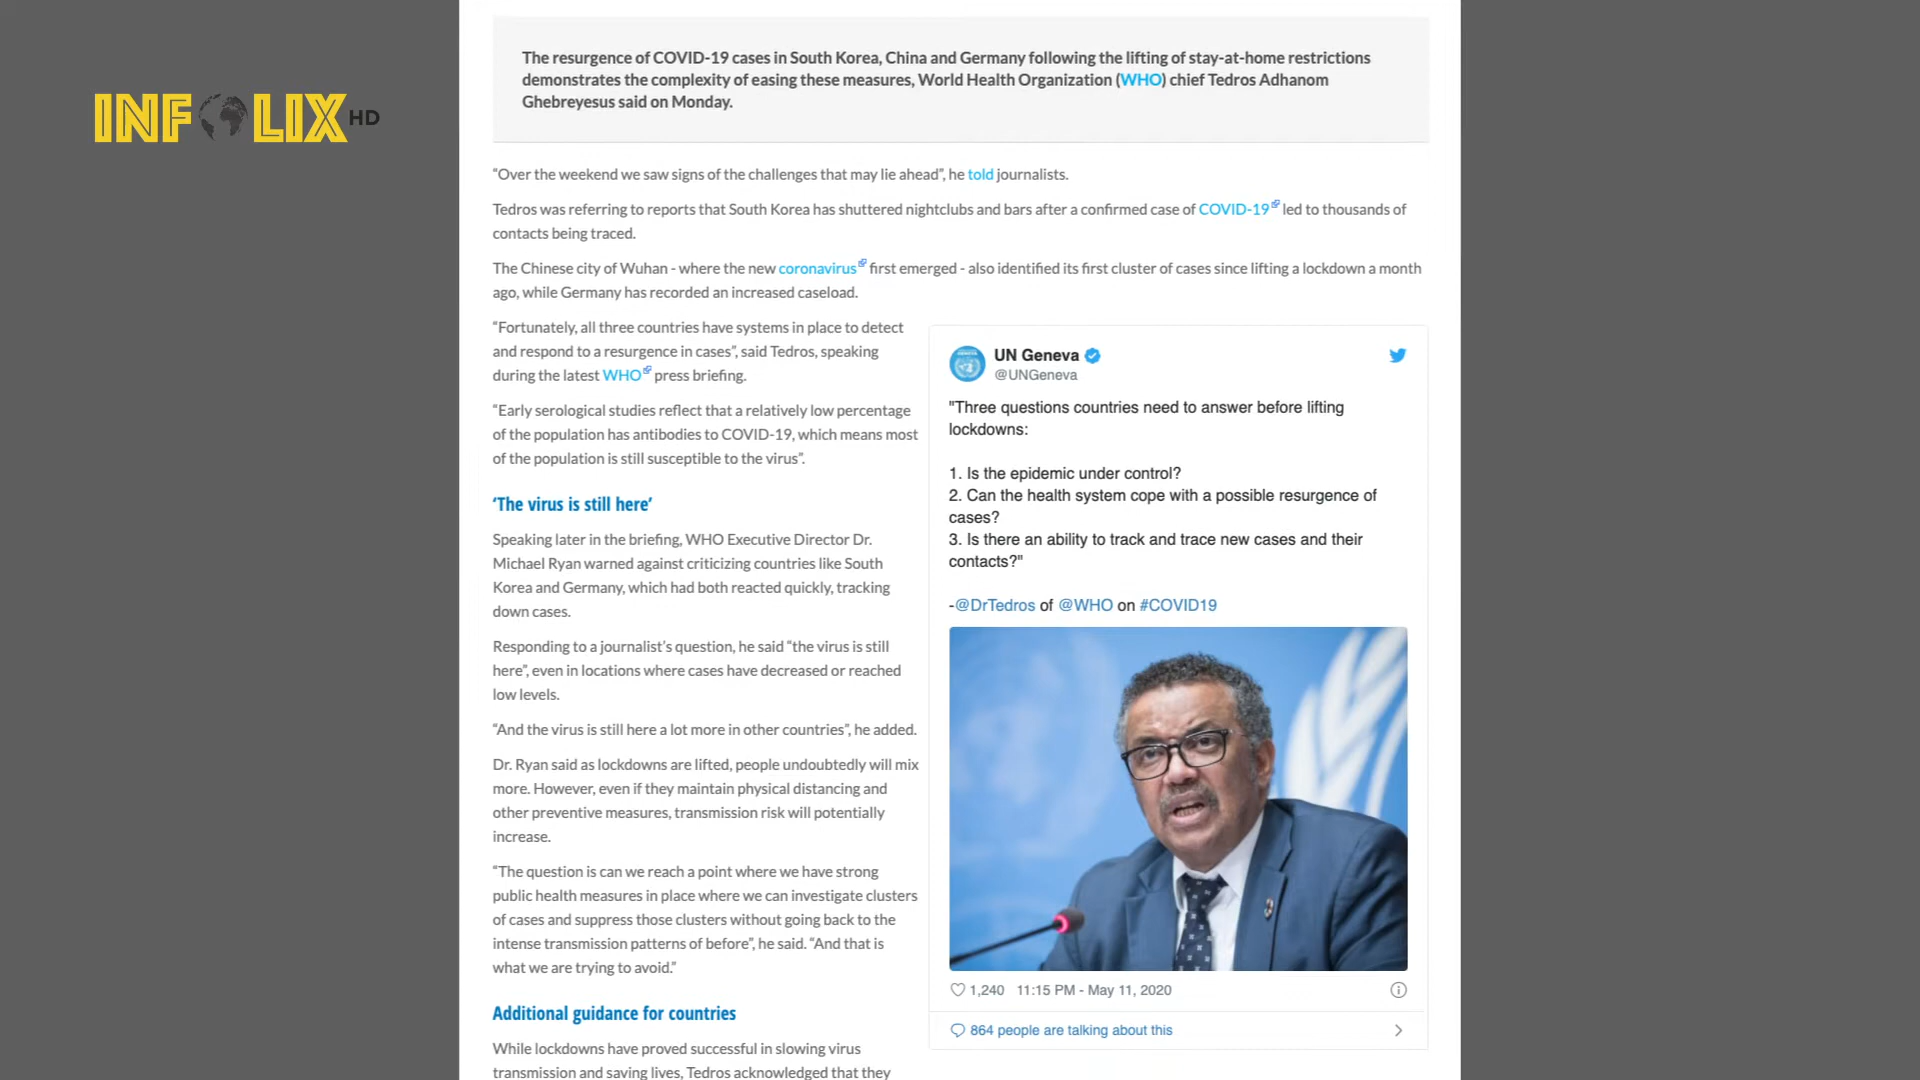 The resurgence of COVID-19 cases in South Korea, China and Germany following the lifting of stay-at-home restrictions
demonstrates the complexity of easing these measures, World Health Organization (WHO) chief Tedros Adhanom
Ghebreyesus said on Monday.
INFOLIX HD
“Over the weekend we saw signs of the challenges that may lie ahead”, he told journalists.
Tedros was referring to reports that South Korea has shuttered nightclubs and bars after a confirmed case of COVID-19 led to thousands of
contacts being traced.
The Chinese city of Wuhan - where the new coronavirus first emerged - also identified its first cluster of cases since lifting a lockdown a month
ago, while Germany has recorded an increased caseload.
“Fortunately, all three countries have systems in place to detect
and respond to a resurgence in cases”, said Tedros, speaking
during the latest WHO press briefing.
“Early serological studies reflect that a relatively low percentage
of the population has antibodies to COVID-19, which means most
of the population is still susceptible to the virus”.
‘The virus is still here’
Speaking later in the briefing, WHO Executive Director Dr.
Michael Ryan warned against criticizing countries like South
Korea and Germany, which had both reacted quickly, tracking
down cases.
Responding to a journalist’s question, he said “the virus is still
here”, even in locations where cases have decreased or reached
low levels.
“And the virus is still here a lot more in other countries”, he added.
Dr. Ryan said as lockdowns are lifted, people undoubtedly will mix
more. However, even if they maintain physical distancing and
other preventive measures, transmission risk will potentially
increase.
“The question is can we reach a point where we have strong
public health measures in place where we can investigate clusters
of cases and suppress those clusters without going back to the
intense transmission patterns of before”, he said. “And that is
what we are trying to avoid.”
Additional guidance for countries
While lockdowns have proved successful in slowing virus
transmission and saving lives, Tedros acknowledged that they
UN Geneva
@UNGeneva
"Three questions countries need to answer before lifting
lockdowns:
1. Is the epidemic under control?
2. Can the health system cope with a possible resurgence of
cases?
3. Is there an ability to track and trace new cases and their
contacts?"
-@DrTedros of @WHO on #COVID19
1,240 11:15 PM - May 11, 2020
864 people are talking about this